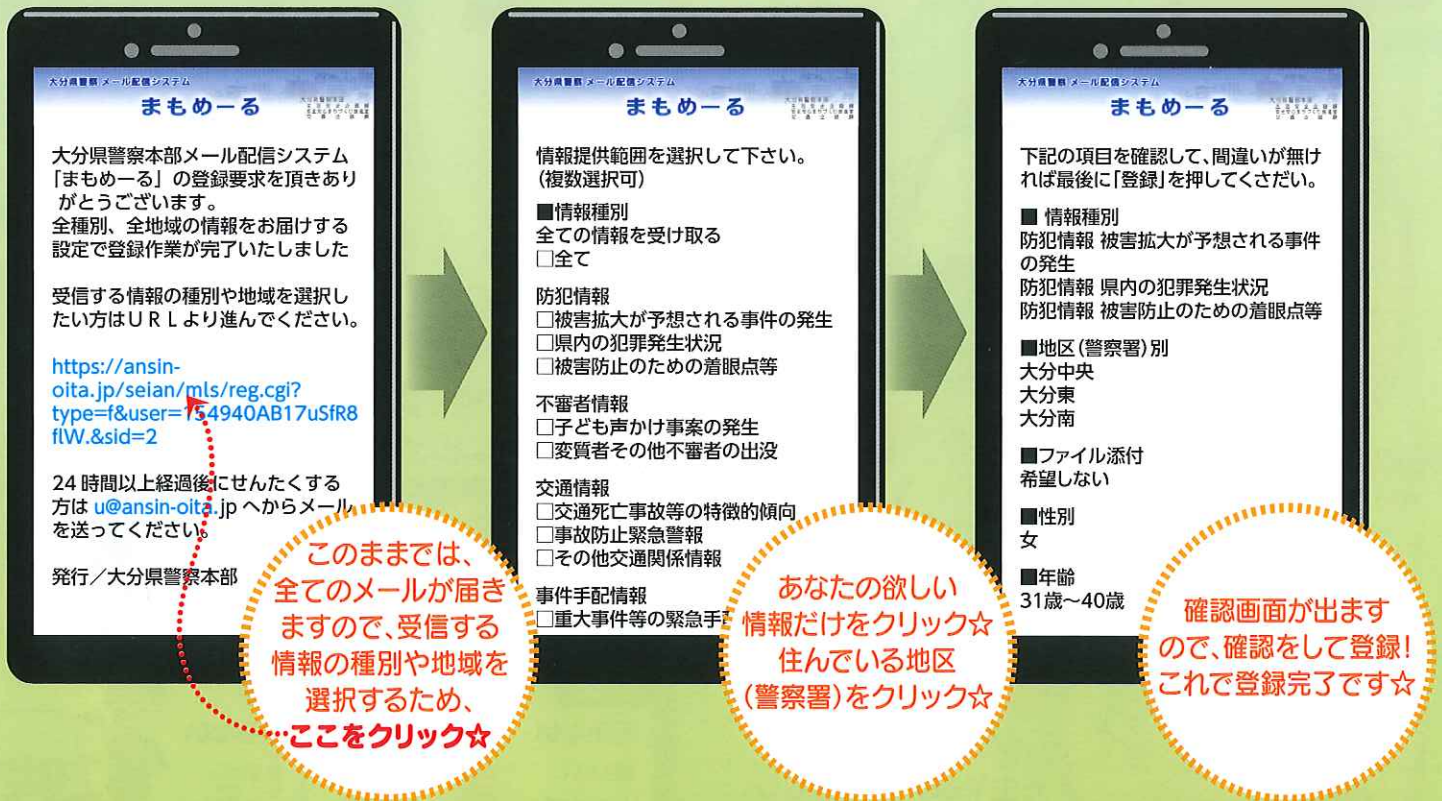 大分県警察 メール配信システム
まもめーる
大分県警察本部メール配信システム
「まもめーる」の登録要求を頂きあり
がとうございます。
全種別、全地域の情報をお届けする
設定で登録作業が完了いたしました
受信する情報の種別や地域を選択し
たい方はURLより進んでください。
https://ansin-
oita.jp/seian/mls/reg.cgi?
type=f&user=154940AB17uSfR8
flW.&sid=2
24時間以上経過後にせんたくする
方は u@ansin-oita.jp へからメール
を送ってください。
発行/大分県警察本部
このままでは、
全てのメールが届き
ますので、受信する
情報の種別や地域を
選択するため、
ここをクリック☆
大分県警察 メール配信システム
まもめーる
情報提供範囲を選択して下さい。
(複数選択可)
■情報種別
全ての情報を受け取る
□全て
防犯情報
□被害拡大が予想される事件の発生
□県内の犯罪発生状況
□被害防止のための着眼点等
不審者情報
□子ども声かけ事案の発生
□変質者その他不審者の出没
交通情報
□交通死亡事故等の特徴的傾向
□事故防止緊急警報
□その他交通関係情報
事件手配情報
□重大事件等の緊急手
あなたの欲しい
情報だけをクリック☆
住んでいる地区
(警察署)をクリック☆
大分県警察 メール配信システム
まもめーる
下記の項目を確認して、間違いが無け
れば最後に「登録」を押してくさだい。
■ 情報種別
防犯情報 被害拡大が予想される事件
の発生
防犯情報 県内の犯罪発生状況
防犯情報 被害防止のための着眼点等
■地区(警察署)別
大分中央
大分東
大分南
■ファイル添付
希望しない
■性別
女
■年齢
31歳〜40歳
確認画面が出ます
ので、確認をして登録!
これで登録完了です☆